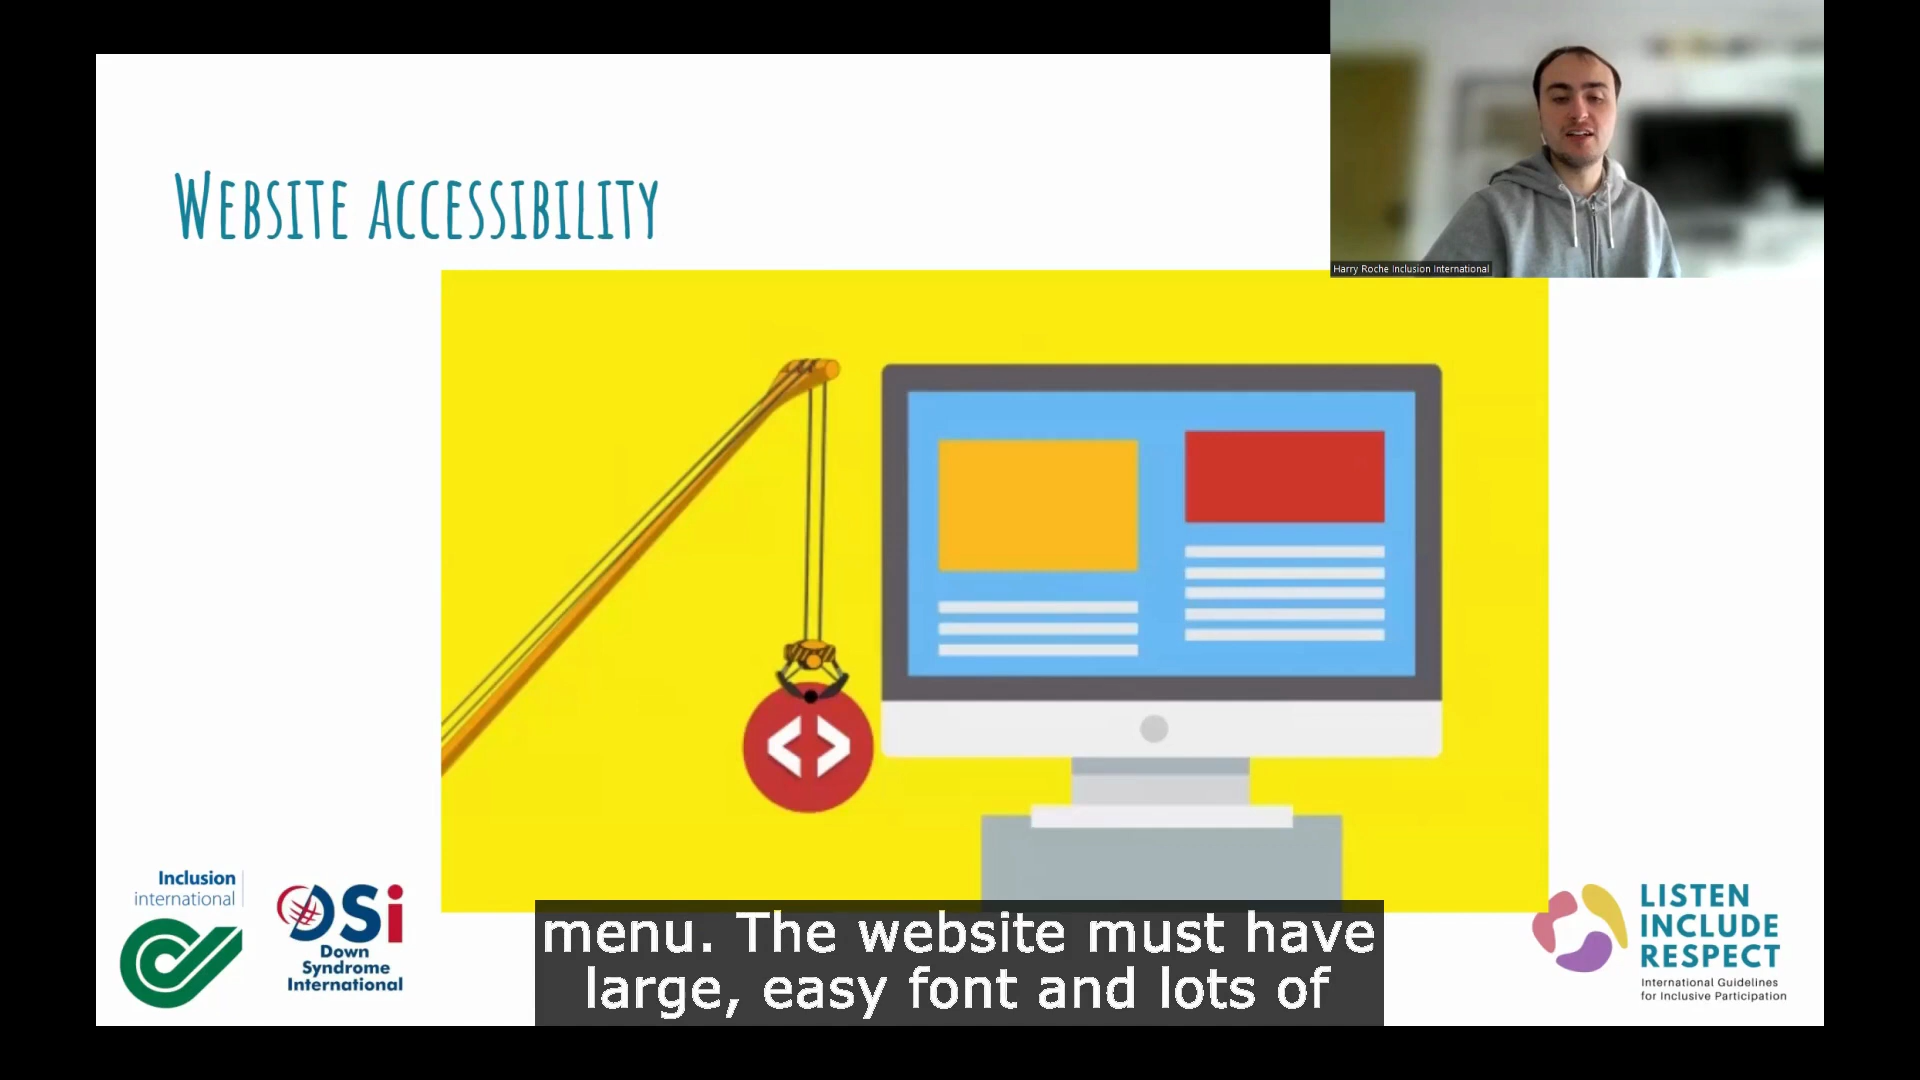 WEBSITE ACCESSIBILITY
Harry Roche Inclusion International
<>
Inclusion
international
DSi
Down
Syndrome
International
menu. The website must have
large, easy font and lots of
LISTEN
INCLUDE
RESPECT
International Guidelines
for Inclusive Participation